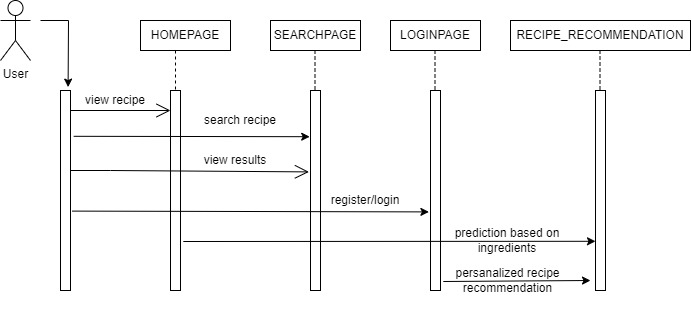 HOMEPAGE
SEARCHPAGE
LOGINPAGE
RECIPE_RECOMMENDATION
User
view recipe
search recipe
view results
register/login
prediction based on
ingredients
persanalized recipe
recommendation